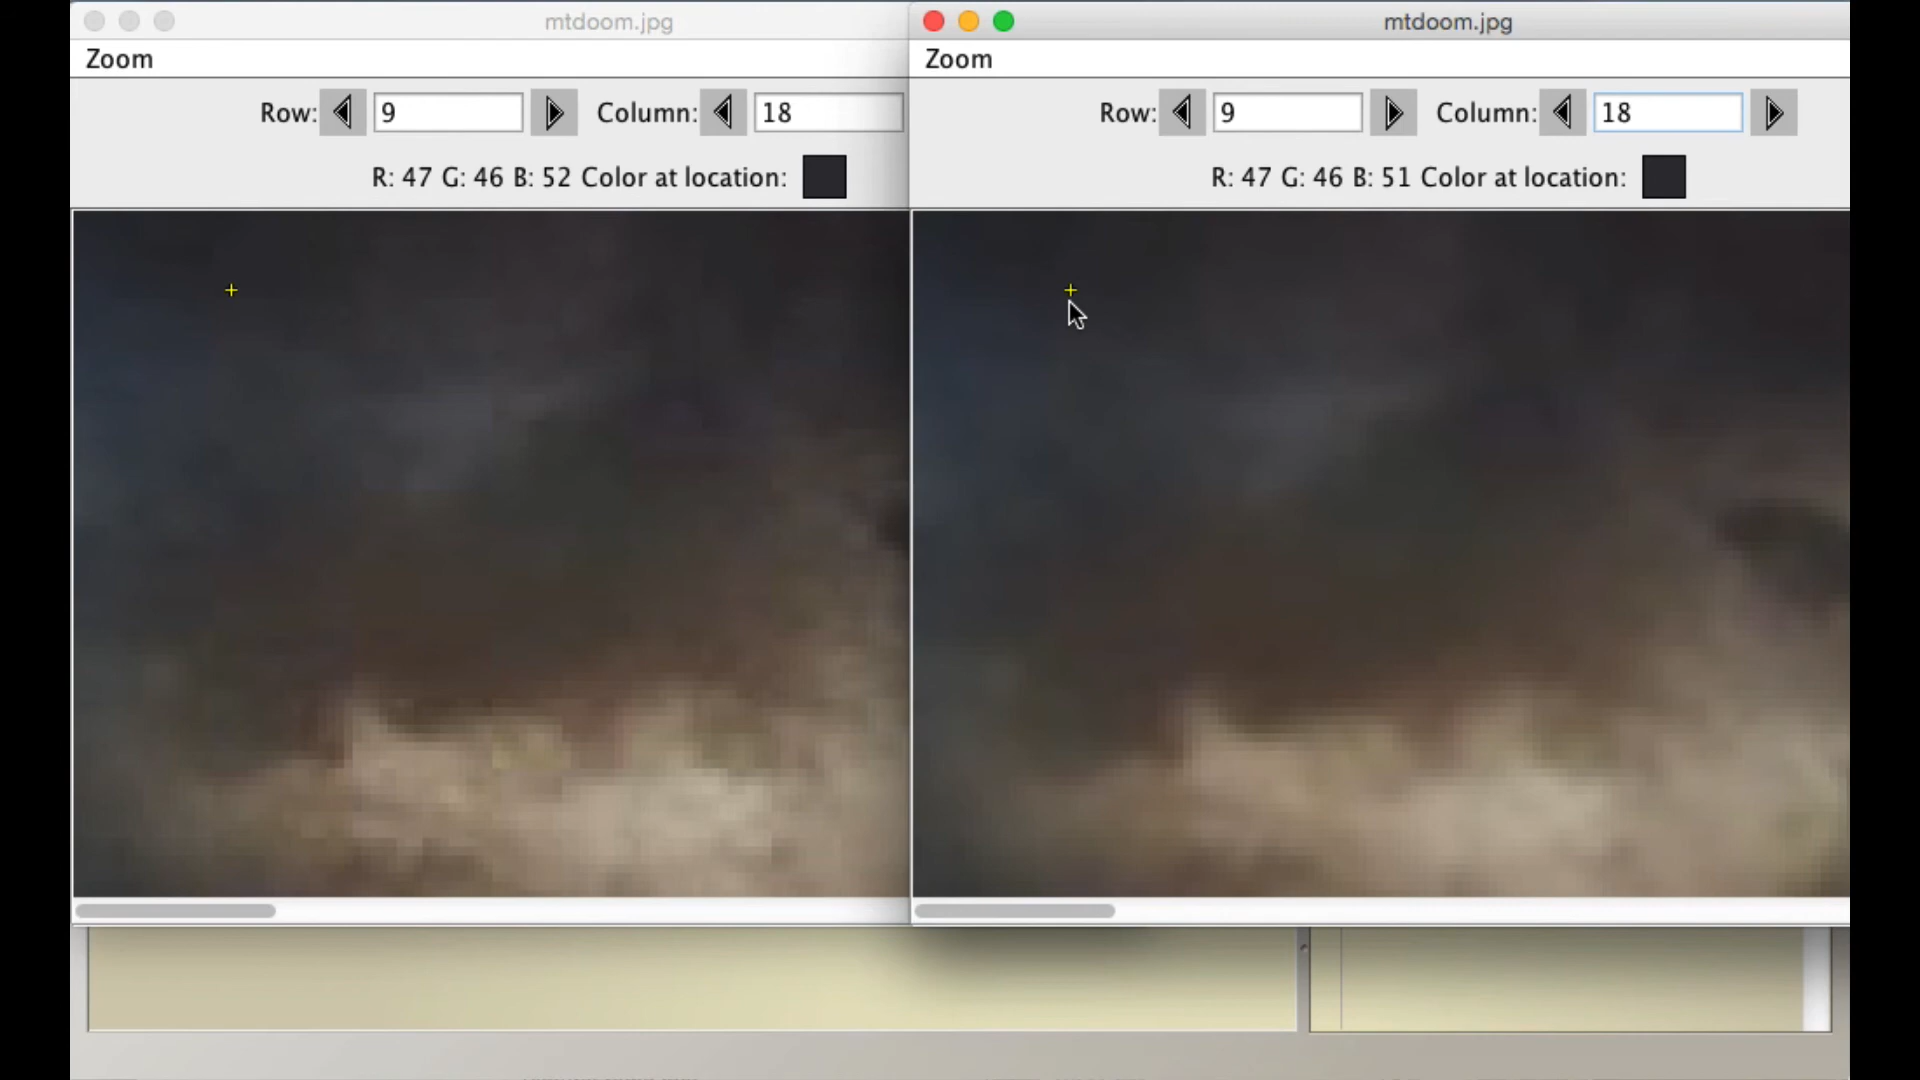 mtdoom.jpg
Zoom
Row: 9 Column: 18
R: 47 G: 46 B: 52 Color at location:
mtdoom.jpg
Zoom
Row: 9 Column: 18
R: 47 G: 46 B: 51 Color at location: